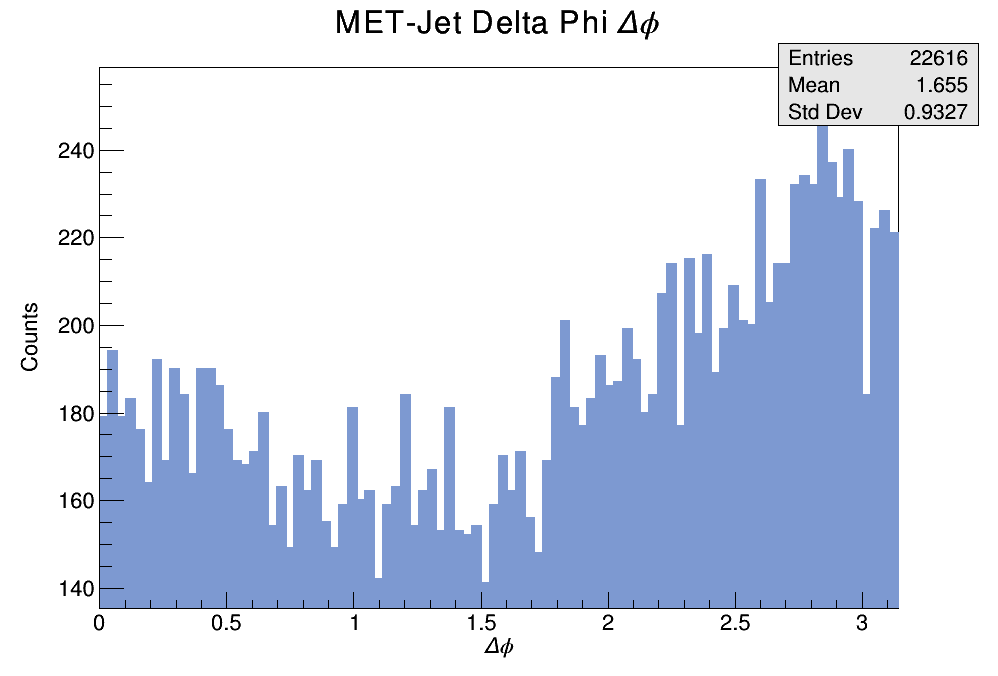 MET-Jet Delta Phi Δϕ
Entries 22616
Mean 1.655
Std Dev 0.9327
Counts
240
220
200
180
160
140
0 0.5 1 1.5 2 2.5 3
Δϕ